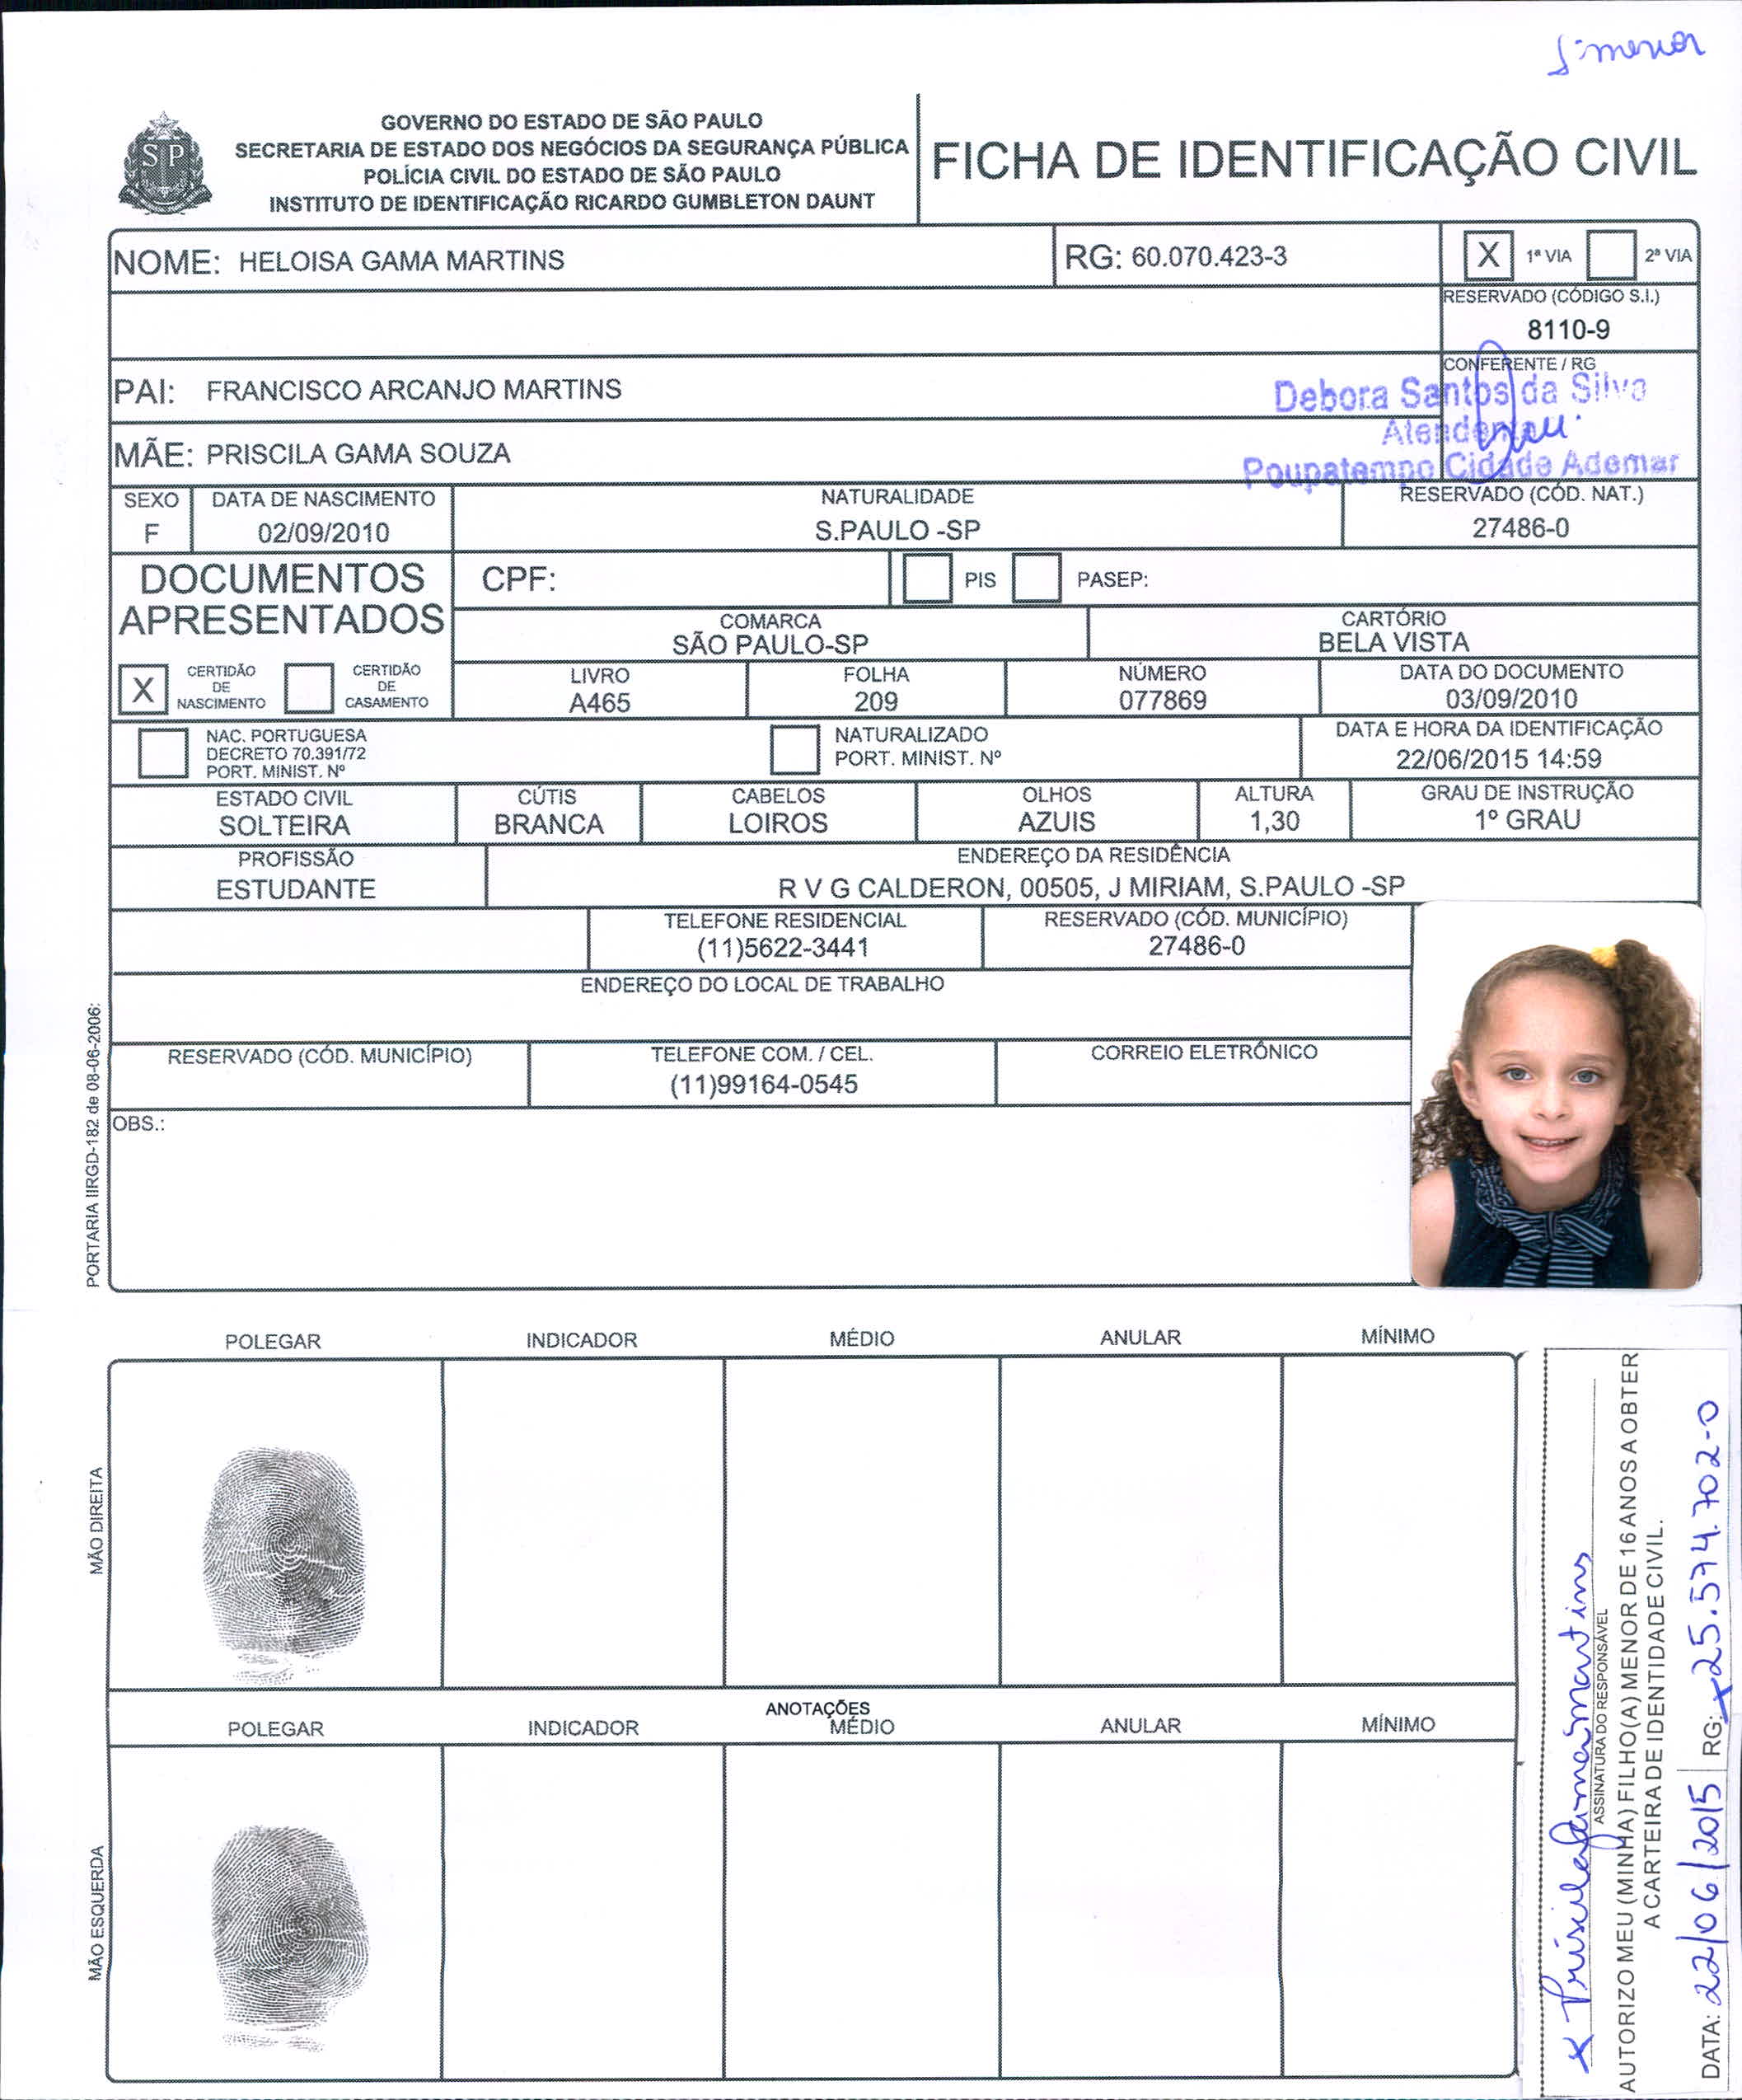 GOVERNO DO ESTADO DE SÃO PAULO
SECRETARIA DE ESTADO DOS NEGÓCIOS DA SEGURANÇA PÚBLICA
POLÍCIA CIVIL DO ESTADO DE SÃO PAULO
INSTITUTO DE IDENTIFICAÇÃO RICARDO GUMBLETON DAUNT
SP
FICHA DE IDENTIFICAÇÃO CIVIL
NOME: HELOISA GAMA MARTINS
RG: 60.070.423-3
X 1ª VIA 2ª VIA
RESERVADO (CÓDIGO S.I.)
8110-9
PAI: FRANCISCO ARCANJO MARTINS
CONFERENTE / RG
Debora Santos da Silva
Atendente
Poupatempo Cidade Ademar
MÃE: PRISCILA GAMA SOUZA
SEXO
F
DATA DE NASCIMENTO
02/09/2010
NATURALIDADE
S.PAULO -SP
RESERVADO (CÓD. NAT.)
27486-0
DOCUMENTOS
APRESENTADOS
CPF:
PIS
PASEP:
COMARCA
SÃO PAULO-SP
CARTÓRIO
BELA VISTA
X
CERTIDÃO
DE
NASCIMENTO
CERTIDÃO
DE
CASAMENTO
LIVRO
A465
FOLHA
209
NÚMERO
077869
DATA DO DOCUMENTO
03/09/2010
NAC. PORTUGUESA
DECRETO 70.391/72
PORT. MINIST. Nº
NATURALIZADO
PORT. MINIST. Nº
DATA E HORA DA IDENTIFICAÇÃO
22/06/2015 14:59
ESTADO CIVIL
SOLTEIRA
CÚTIS
BRANCA
CABELOS
LOIROS
OLHOS
AZUIS
ALTURA
1,30
GRAU DE INSTRUÇÃO
1º GRAU
PROFISSÃO
ESTUDANTE
ENDEREÇO DA RESIDÊNCIA
R V G CALDERON, 00505, J MIRIAM, S.PAULO -SP
TELEFONE RESIDENCIAL
(11)5622-3441
RESERVADO (CÓD. MUNICÍPIO)
27486-0
ENDEREÇO DO LOCAL DE TRABALHO
RESERVADO (CÓD. MUNICÍPIO)
TELEFONE COM. / CEL.
(11)99164-0545
CORREIO ELETRÔNICO
OBS.:
PORTARIA IIRGD-182 de 08-06-2006:
POLEGAR INDICADOR MÉDIO ANULAR MÍNIMO
MÃO DIREITA
ANOTAÇÕES
POLEGAR INDICADOR MÉDIO ANULAR MÍNIMO
MÃO ESQUERDA
x Priscila Gama Martins
ASSINATURA DO RESPONSÁVEL
AUTORIZO MEU (MINHA) FILHO(A) MENOR DE 16 ANOS A OBTER
A CARTEIRA DE IDENTIDADE CIVIL.
DATA: 22/06/2015 RG: x25.574.702-0